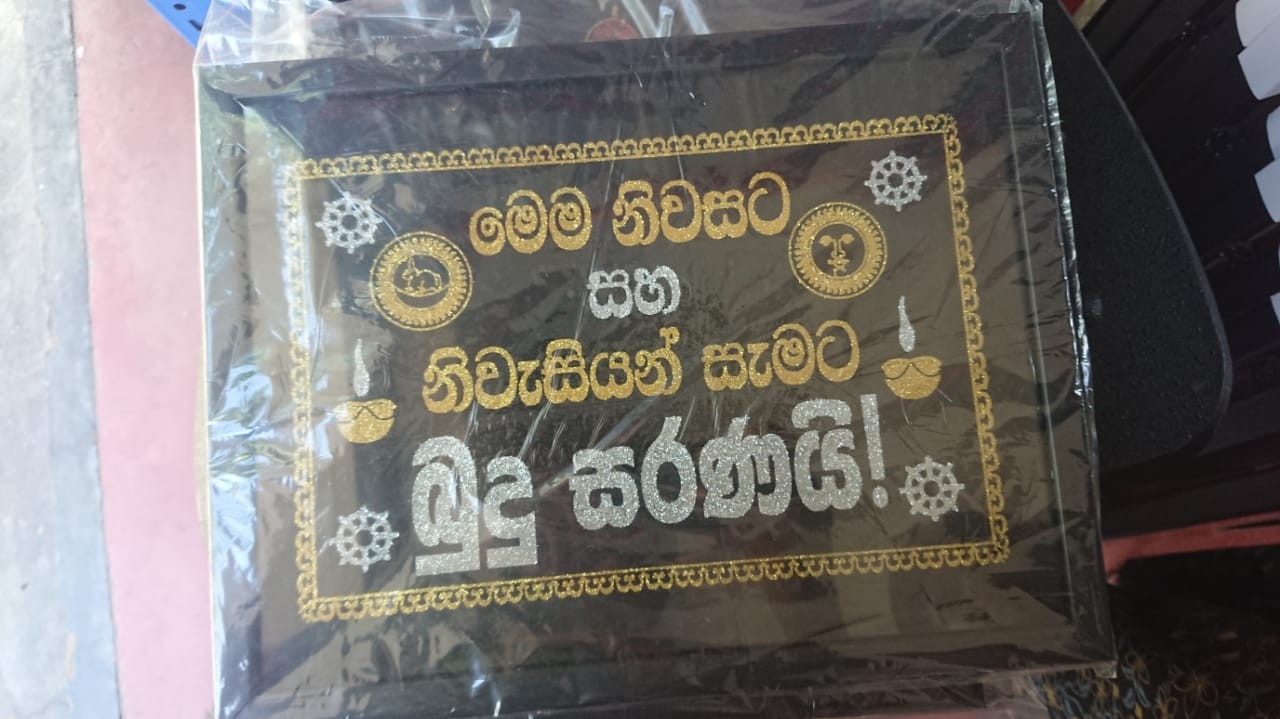 මෙම නිවසට
සහ
නිවැසියන් සැමට
බුදු සරණයි!